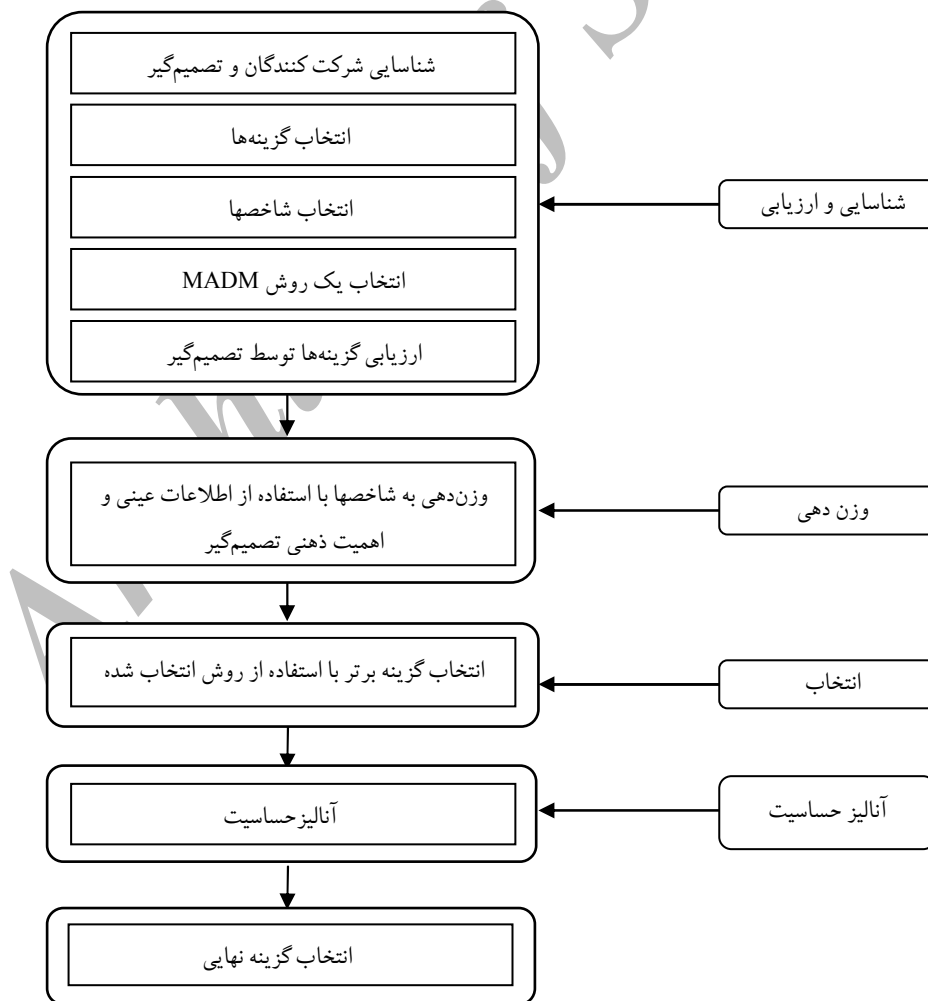 شناسایی شرکت کنندگان و تصمیم‌گیر
انتخاب گزینه‌ها
انتخاب شاخصها
شناسایی و ارزیابی
انتخاب یک روش MADM
ارزیابی گزینه‌ها توسط تصمیم‌گیر
وزن‌دهی به شاخصها با استفاده از اطلاعات عینی و
اهمیت ذهنی تصمیم‌گیر
وزن دهی
انتخاب گزینه برتر با استفاده از روش انتخاب شده
انتخاب
آنالیزحساسیت
آنالیز حساسیت
انتخاب گزینه نهایی